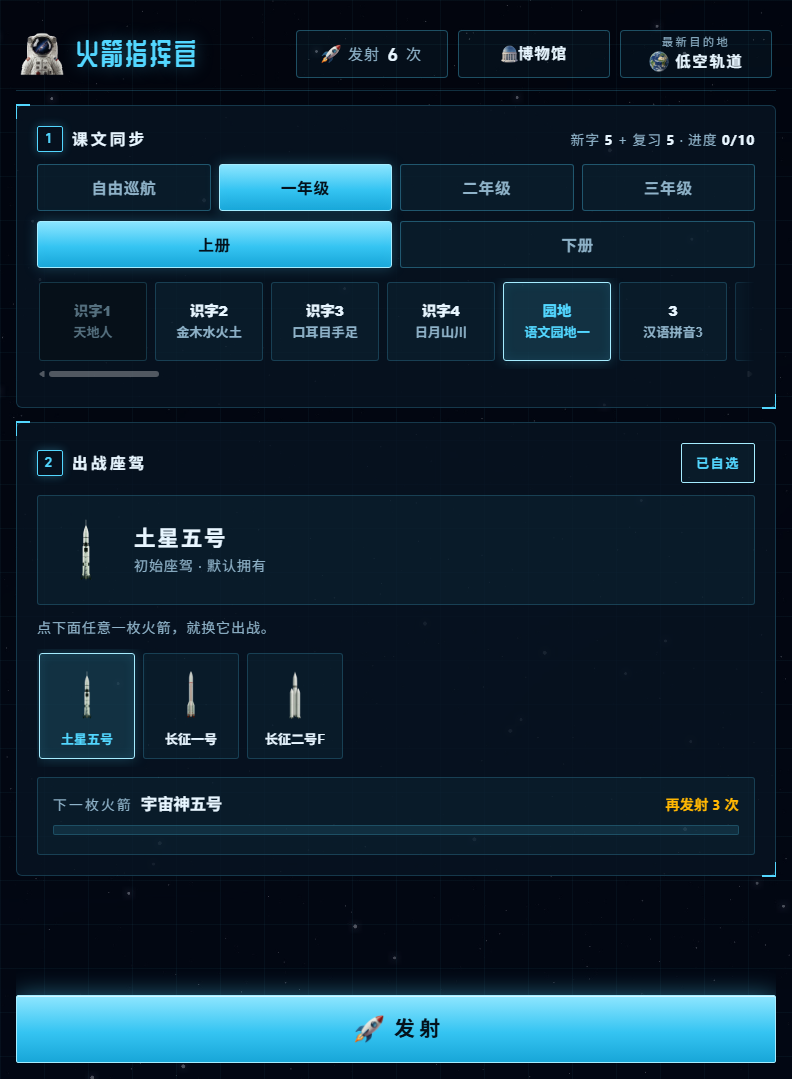 火箭指挥官
发射 6 次
博物馆
最新目的地
低空轨道
1 课文同步
新字 5 + 复习 5 · 进度 0/10
自由巡航
一年级
二年级
三年级
上册
下册
识字1
天地人
识字2
金木水火土
识字3
口耳目手足
识字4
日月山川
园地
语文园地一
3
汉语拼音3
2 出战座驾
已自选
土星五号
初始座驾 · 默认拥有
点下面任意一枚火箭，就换它出战。
土星五号
长征一号
长征二号F
下一枚火箭 宇宙神五号
再发射 3 次
发射